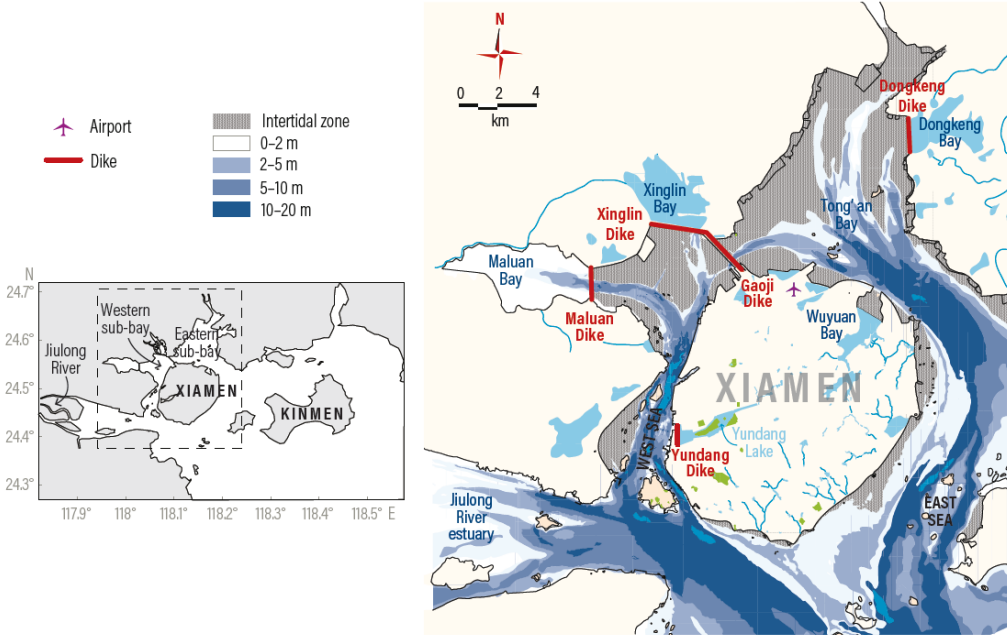 Airport
Dike
Intertidal zone
0–2 m
2–5 m
5–10 m
10–20 m
N
24.7°
24.6°
24.5°
24.4°
24.3°
117.9°
118°
118.1°
118.2°
118.3°
118.4°
118.5° E
Western
sub-bay
Eastern
sub-bay
Jiulong
River
XIAMEN
KINMEN
N
0 2 4
km
Dongkeng
Dike
Dongkeng
Bay
Xinglin
Bay
Xinglin
Dike
Tong' an
Bay
Maluan
Bay
Maluan
Dike
Gaoji
Dike
Wuyuan
Bay
XIAMEN
WEST SEA
Yundang
Lake
Yundang
Dike
Jiulong
River
estuary
EAST
SEA